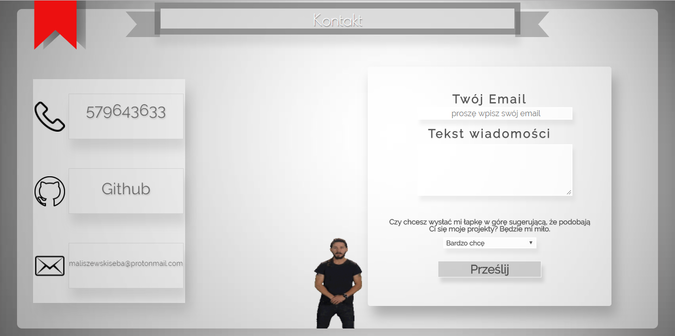 Kontakt
579643633
Github
maliszewskiseba@protonmail.com
Twój Email
proszę wpisz swój email
Tekst wiadomości
Czy chcesz wysłać mi łapkę w górę sugerującą, że podobają
Ci się moje projekty? Będzie mi miło.
Bardzo chcę
Prześlij